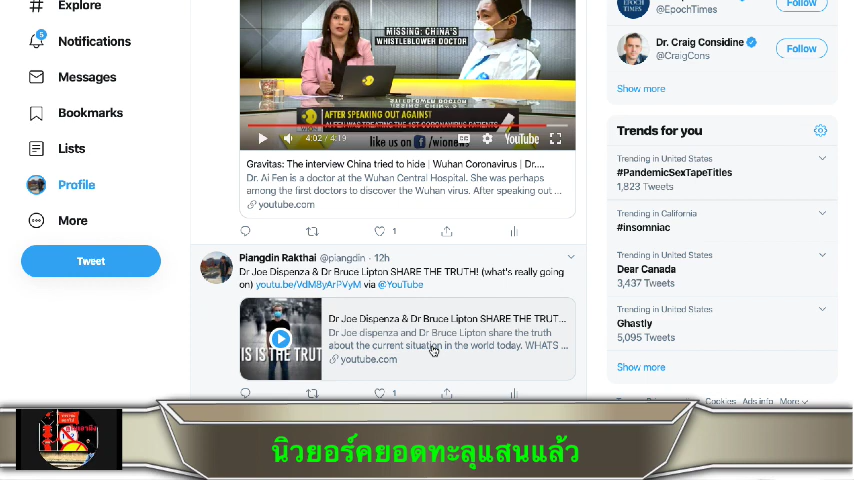 Explore
5
Notifications
Messages
Bookmarks
Lists
Profile
More
Tweet
MISSING: CHINA'S
WHISTLEBLOWER DOCTOR
AFTER SPEAKING OUT AGAINST
AI FEN WAS TREATING THE 1ST CORONAVIRUS PATIENTS
like us on f /wione
4:02 / 4:19
YouTube
Gravitas: The interview China tried to hide | Wuhan Coronavirus | Dr....
Dr. Ai Fen is a doctor at the Wuhan Central Hospital. She was perhaps
among the first doctors to discover the Wuhan virus. After speaking out ...
youtube.com
1
Piangdin Rakthai @piangdin · 12h
Dr Joe Dispenza & Dr Bruce Lipton SHARE THE TRUTH! (what's really going
on) youtu.be/VdM8yArPVyM via @YouTube
IS IS THE TRUT
Dr Joe Dispenza & Dr Bruce Lipton SHARE THE TRUT...
Dr Joe dispenza and Dr Bruce Lipton share the truth
about the current situation in the world today. WHATS ...
youtube.com
1
EPOCH
TIMES
@EpochTimes
Follow
Dr. Craig Considine
@CraigCons
Follow
Show more
Trends for you
Trending in United States
#PandemicSexTapeTitles
1,823 Tweets
Trending in California
#insomniac
Trending in United States
Dear Canada
3,437 Tweets
Trending in United States
Ghastly
5,095 Tweets
Show more
Cookies Ads info More
นิวยอร์คยอดทะลุแสนแล้ว